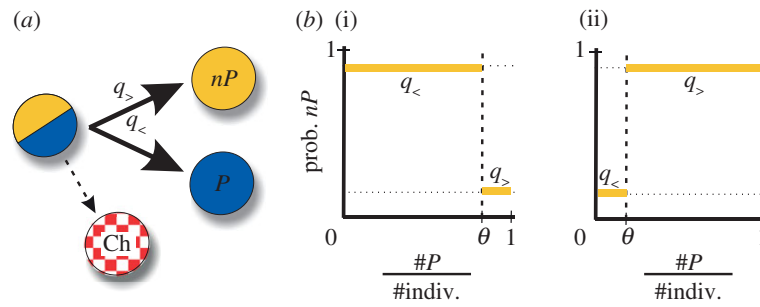 (a)
q>
nP
q<
P
Ch
(b) (i)
1
prob. nP
q<
q>
0
θ
1
#P
#indiv.
(ii)
q>
q<
0
θ
#P
#indiv.